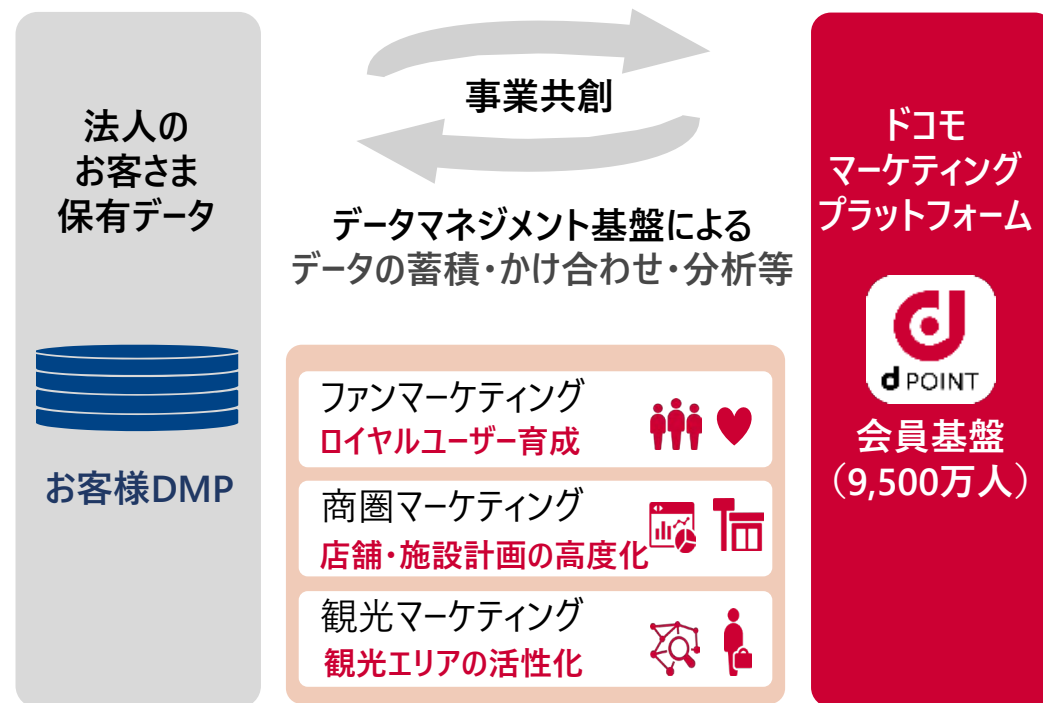 法人の
お客さま
保有データ
お客様DMP
事業共創
データマネジメント基盤による
データの蓄積・かけ合わせ・分析等
ファンマーケティング
ロイヤルユーザー育成
商圏マーケティング
店舗・施設計画の高度化
観光マーケティング
観光エリアの活性化
ドコモ
マーケティング
プラットフォーム
d POINT
会員基盤
（9,500万人）